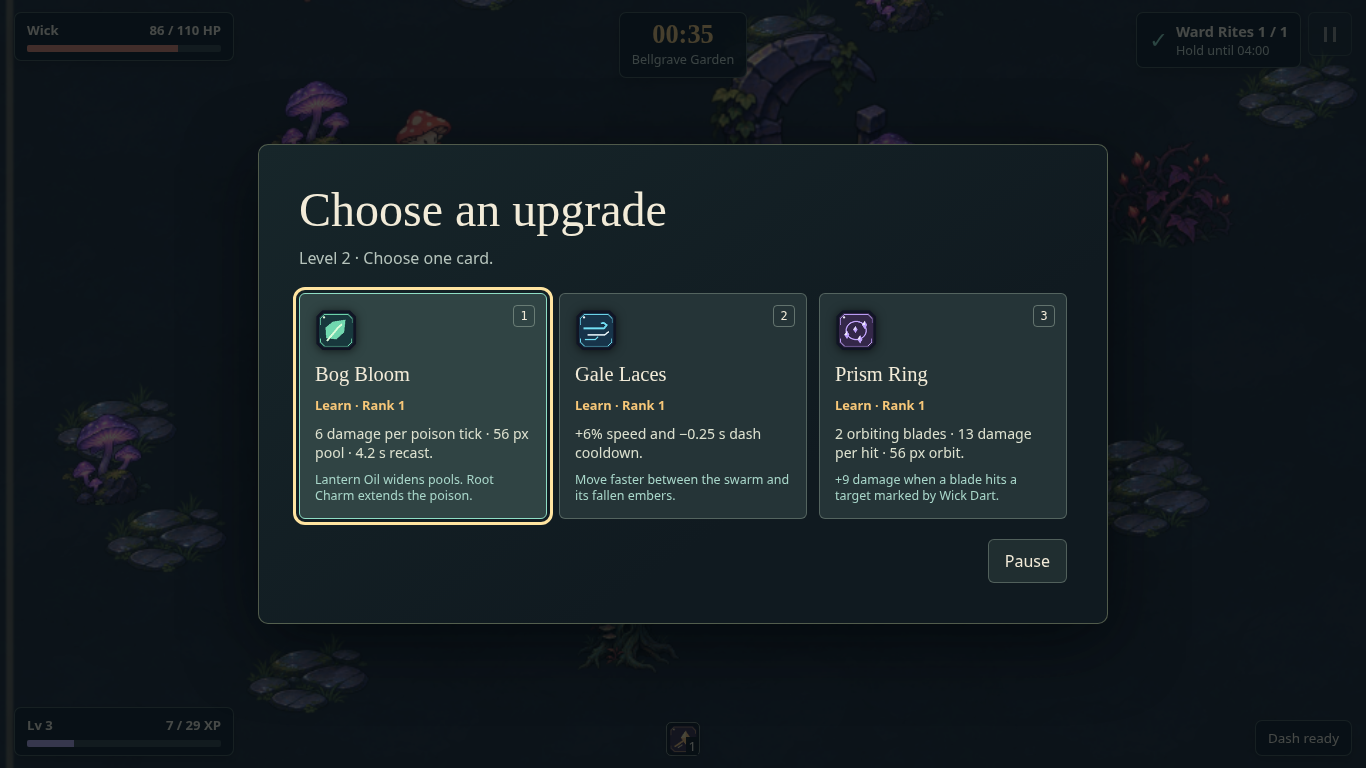 Wick
86 / 110 HP
00:35
Bellgrave Garden
✓
Ward Rites 1 / 1
Hold until 04:00
Choose an upgrade
Level 2 · Choose one card.
1
Bog Bloom
Learn · Rank 1
6 damage per poison tick · 56 px
pool · 4.2 s recast.
Lantern Oil widens pools. Root
Charm extends the poison.
2
Gale Laces
Learn · Rank 1
+6% speed and −0.25 s dash
cooldown.
Move faster between the swarm and
its fallen embers.
3
Prism Ring
Learn · Rank 1
2 orbiting blades · 13 damage
per hit · 56 px orbit.
+9 damage when a blade hits a
target marked by Wick Dart.
Pause
Lv 3
7 / 29 XP
1
Dash ready